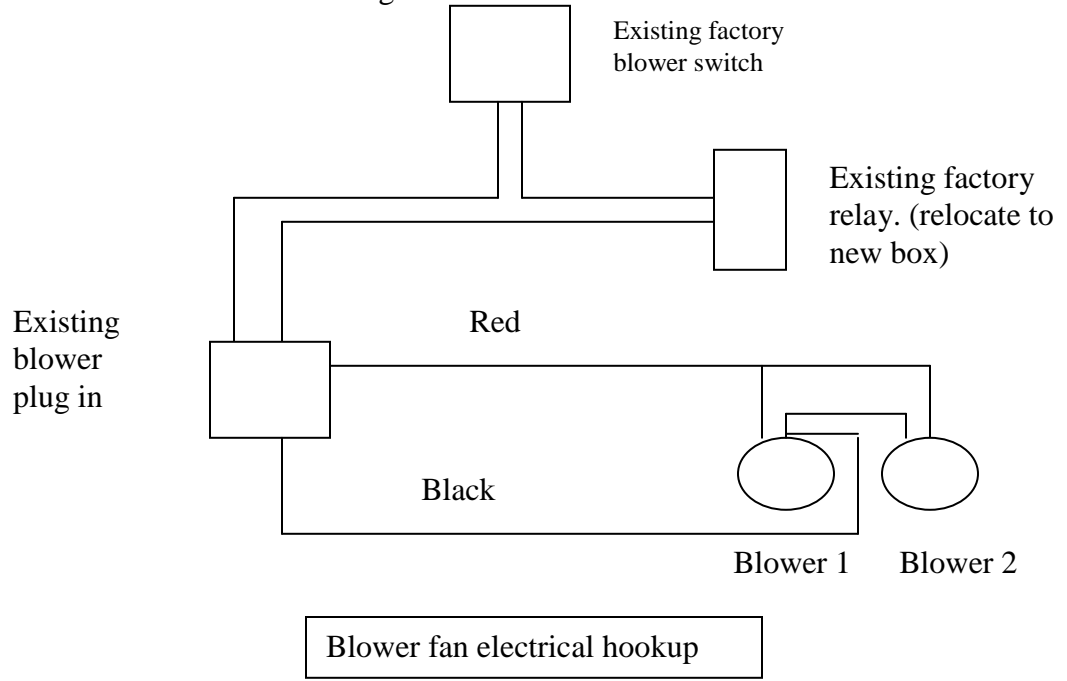 Existing factory
blower switch
Existing factory
relay. (relocate to
new box)
Existing
blower
plug in
Red
Black
Blower 1
Blower 2
Blower fan electrical hookup